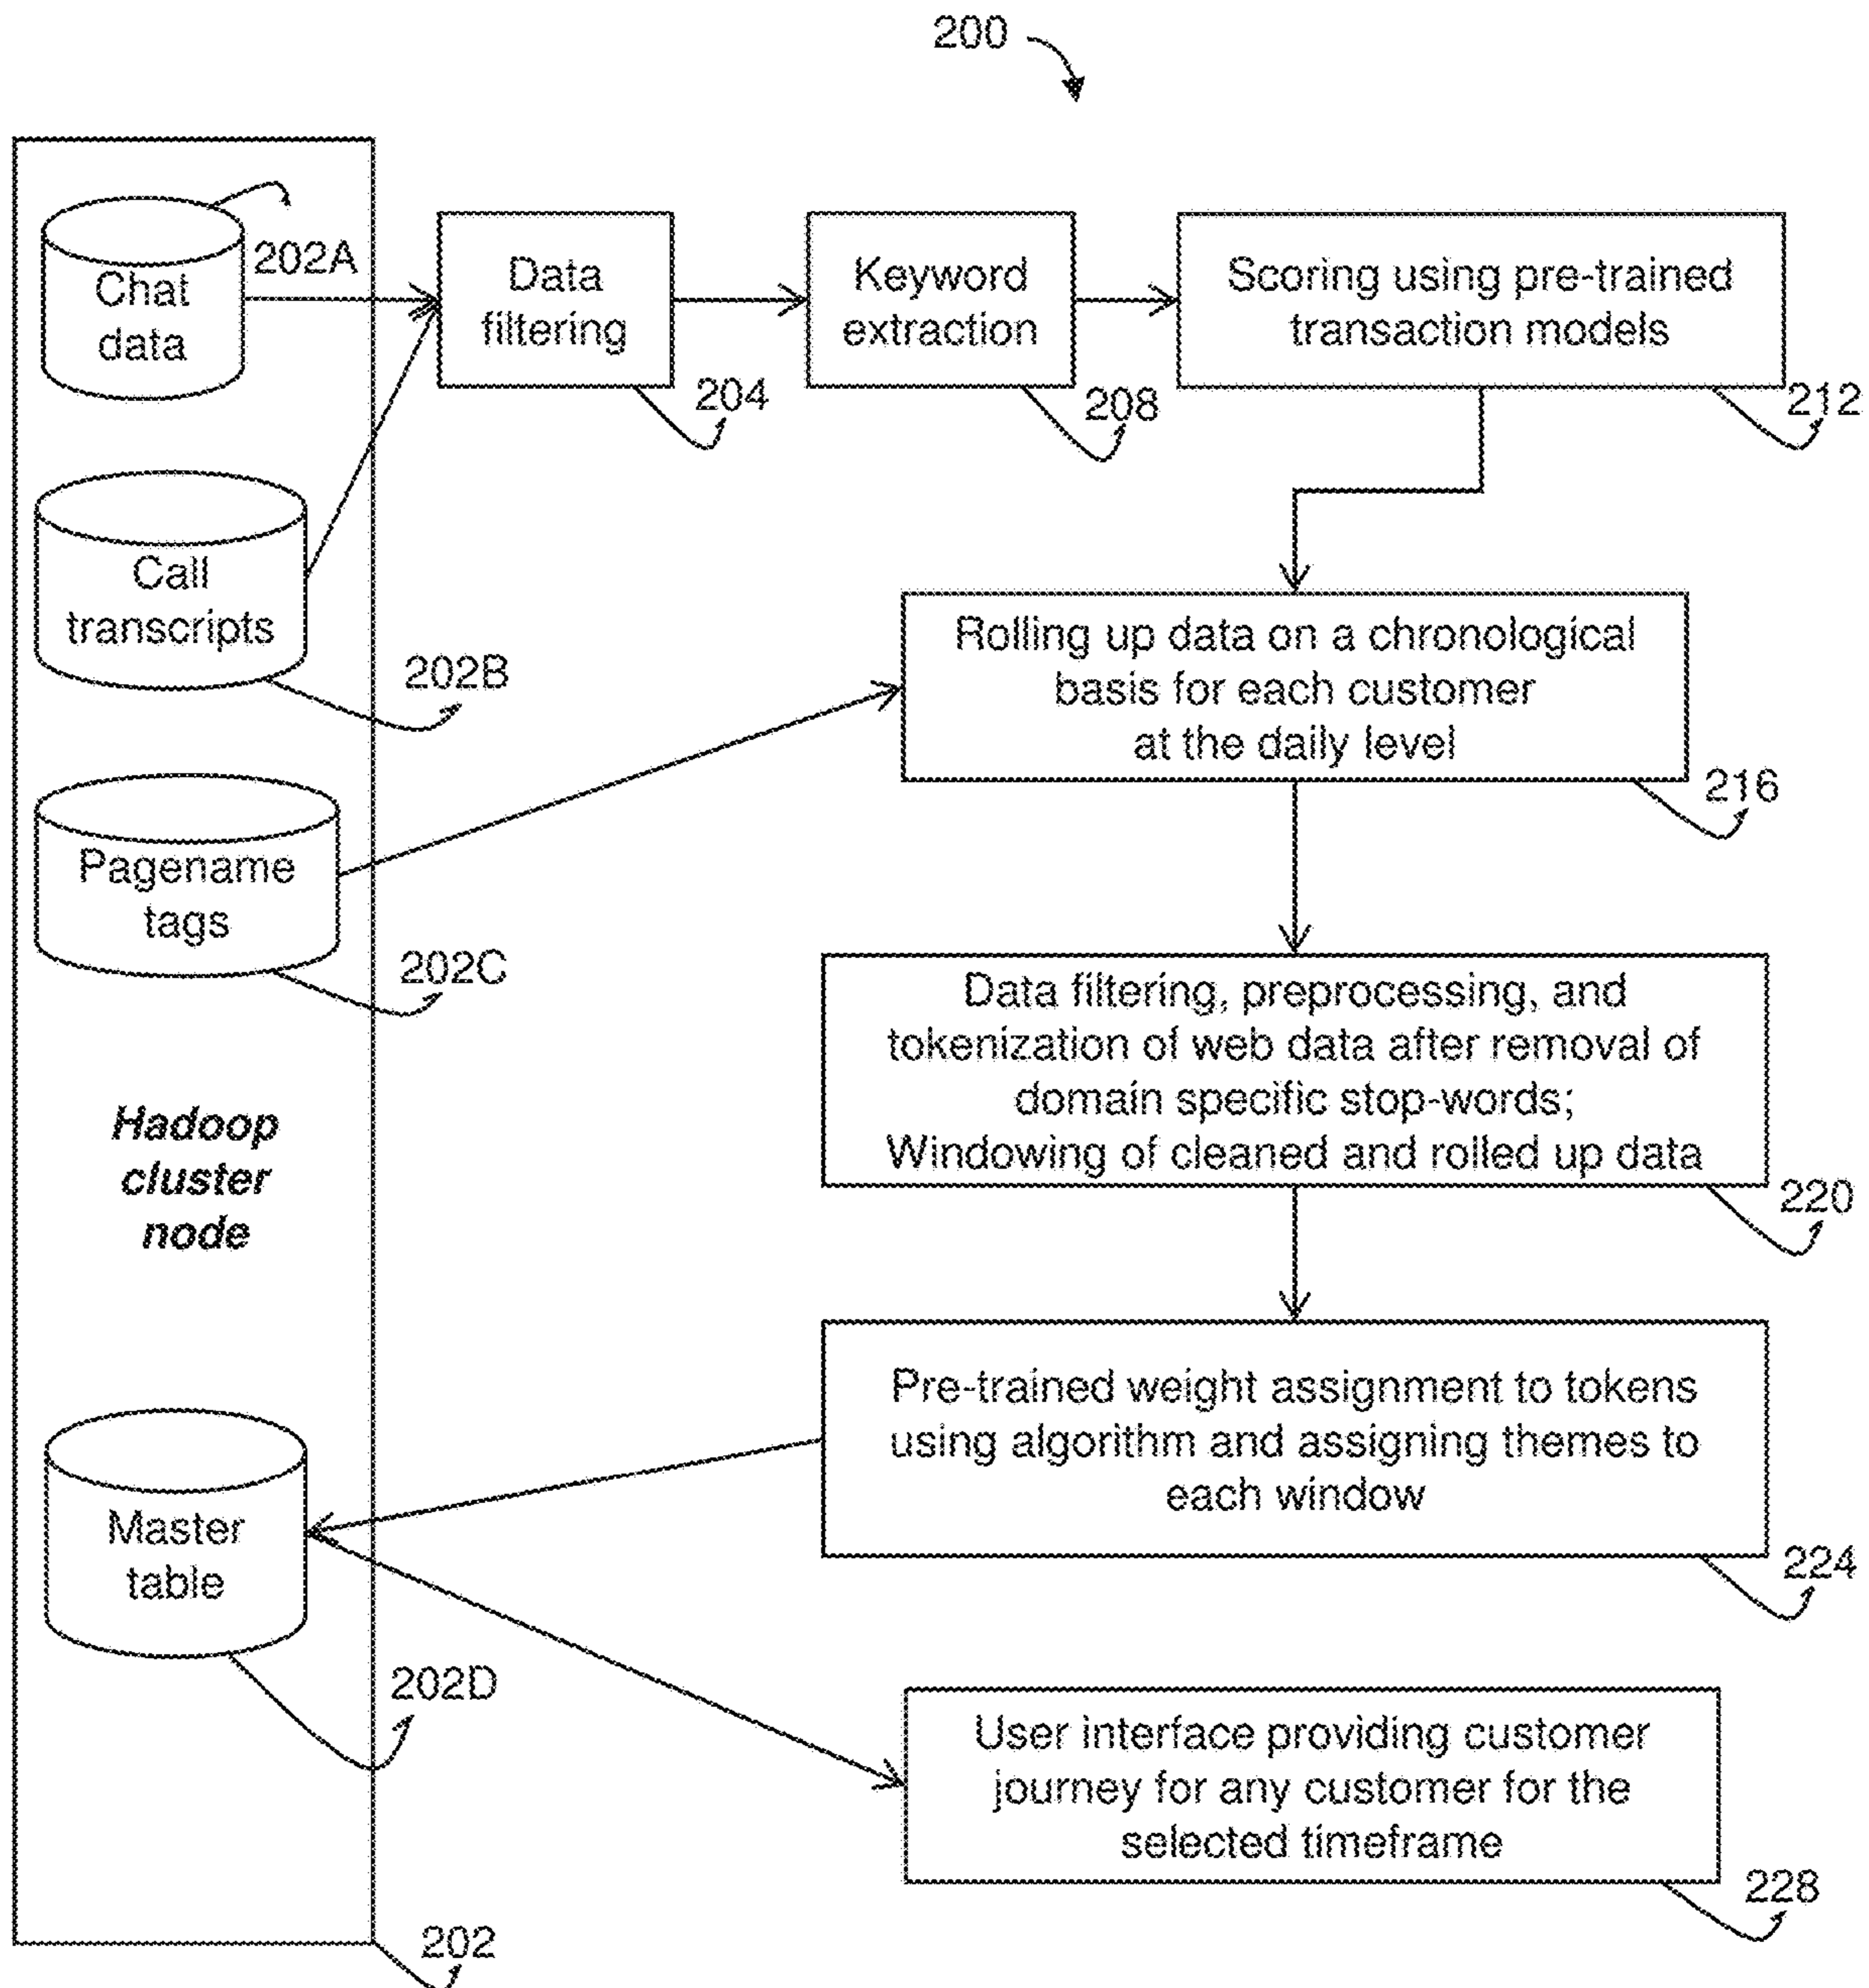 200
Chat
data
202A
Data
filtering
204
Keyword
extraction
208
Scoring using pre-trained
transaction models
212
Call
transcripts
202B
Rolling up data on a chronological
basis for each customer
at the daily level
216
Pagename
tags
202C
Data filtering, preprocessing, and
tokenization of web data after removal of
domain specific stop-words;
Windowing of cleaned and rolled up data
220
Hadoop
cluster
node
Pre-trained weight assignment to tokens
using algorithm and assigning themes to
each window
224
Master
table
202D
User interface providing customer
journey for any customer for the
selected timeframe
228
202